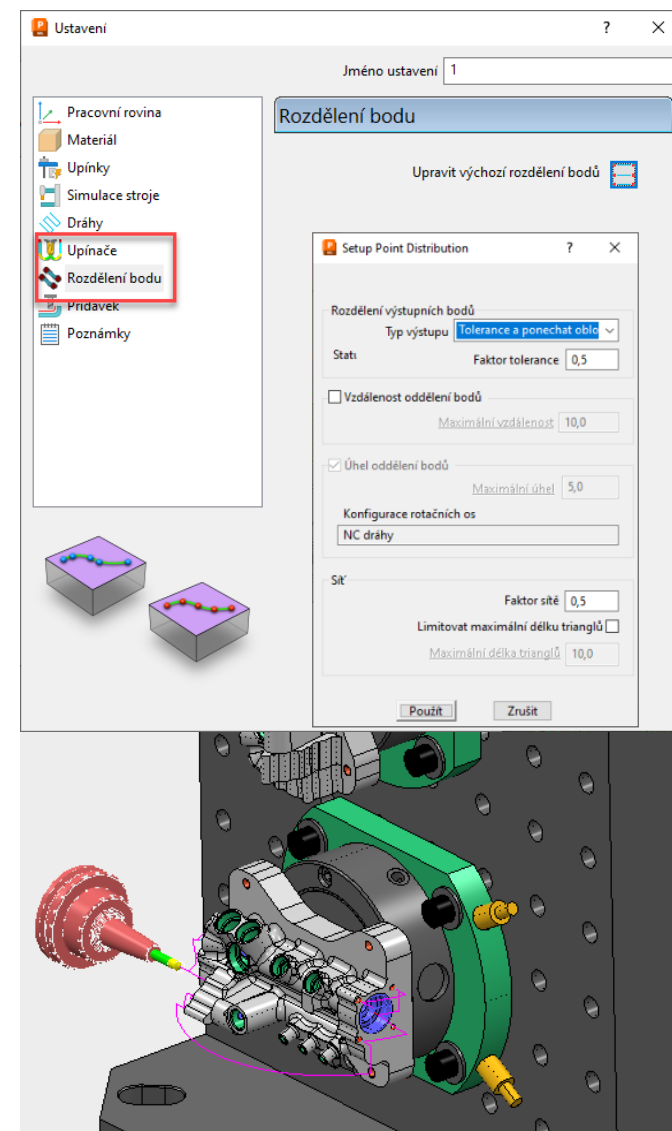 Ustavení
Jméno ustavení 1
Pracovní rovina
Materiál
Upínky
Simulace stroje
Dráhy
Upínače
Rozdělení bodu
Přídavek
Poznámky
Rozdělení bodu
Upravit výchozí rozdělení bodů
Setup Point Distribution
Rozdělení výstupních bodů
Typ výstupu Tolerance a ponechat oblo
Faktor tolerance 0,5
Vzdálenost oddělení bodů
Maximální vzdálenost 10,0
Úhel oddělení bodů
Maximální úhel 5,0
Konfigurace rotačních os
NC dráhy
Síť
Faktor sítě 0,5
Limitovat maximální délku trianglů
Maximální délka trianglů 10,0
Použít Zrušit